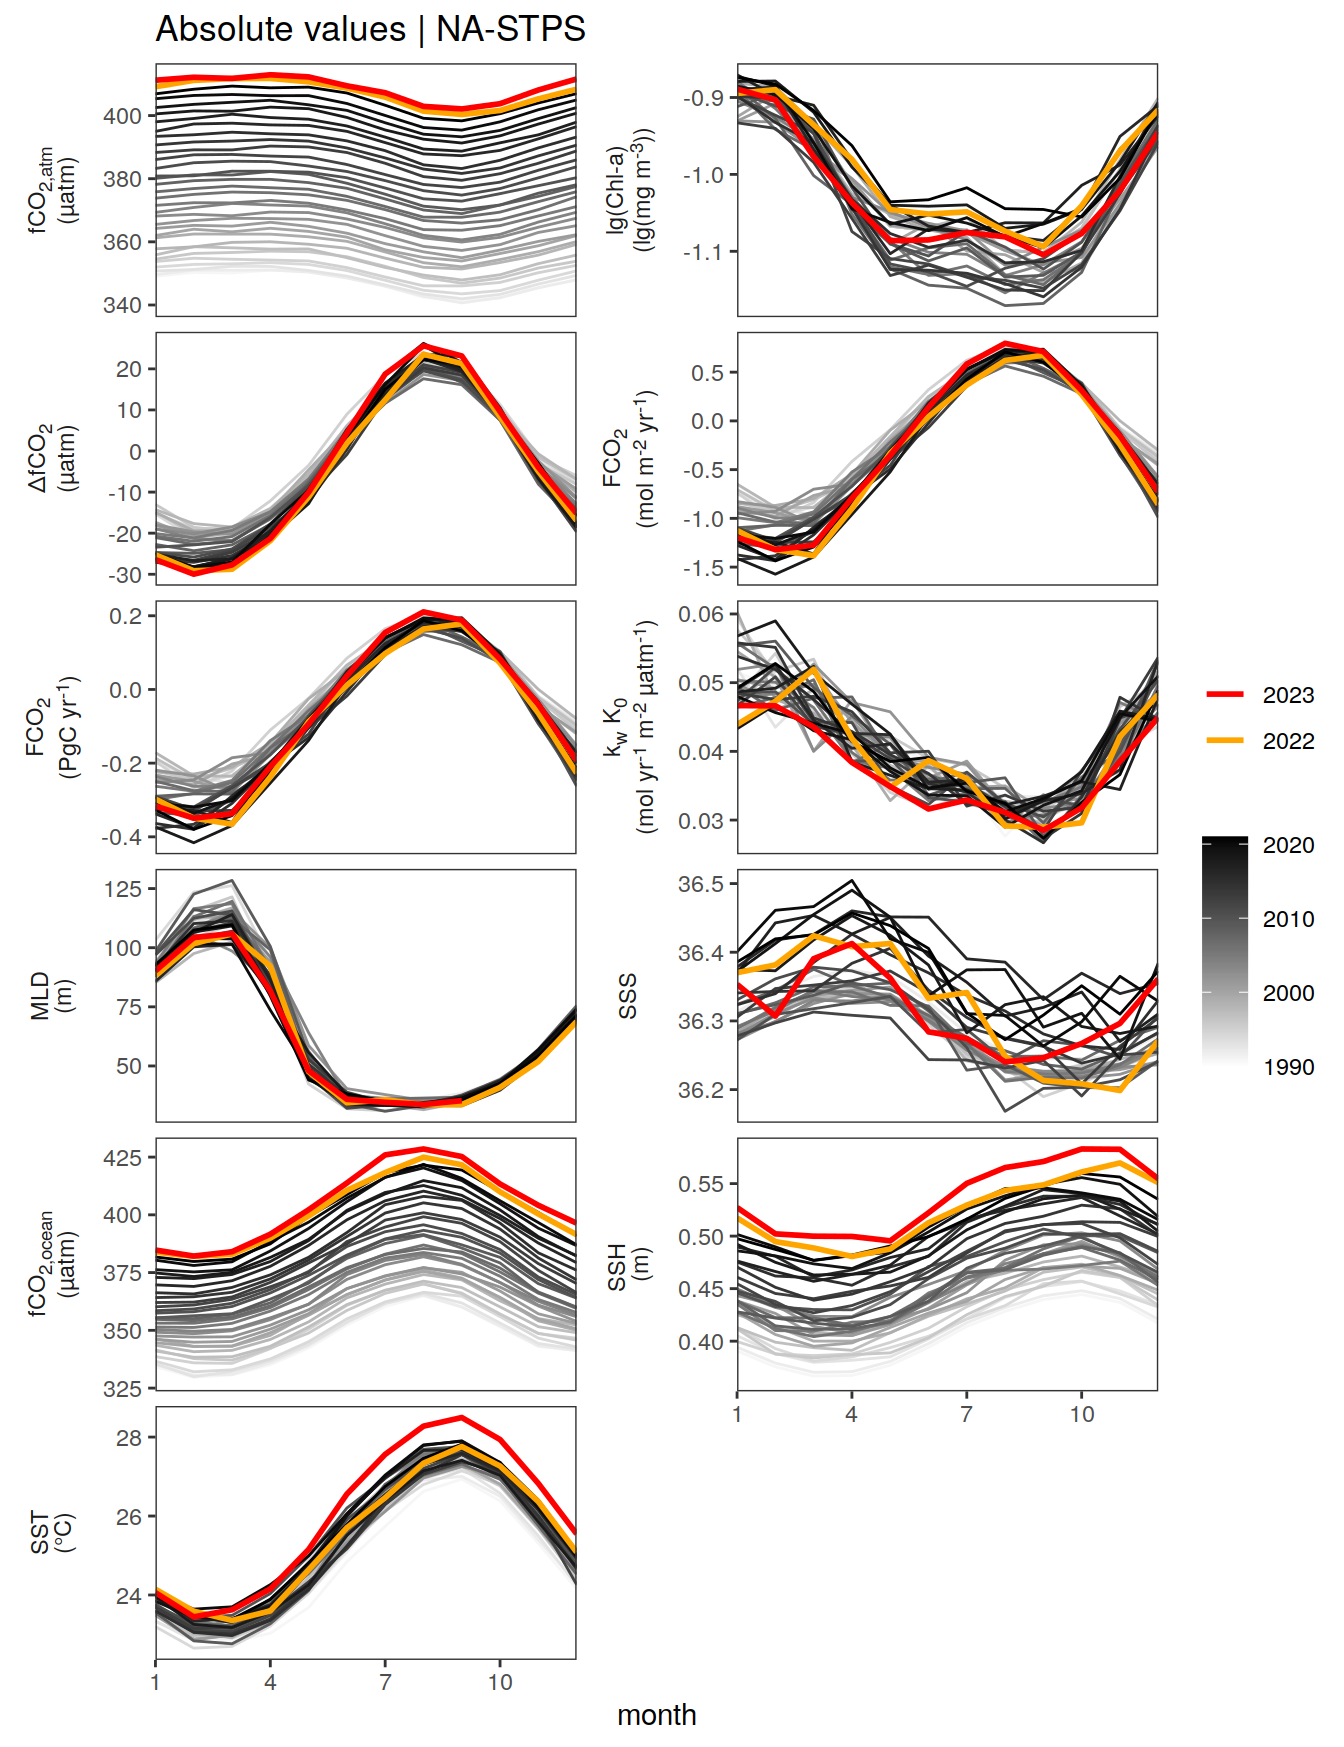 Absolute values | NA-STPS
fCO2,atm
(µatm)
400
380
360
340
lg(Chl-a)
(lg(mg m-3))
-0.9
-1.0
-1.1
ΔfCO2
(µatm)
20
10
0
-10
-20
-30
FCO2
(mol m-2 yr-1)
0.5
0.0
-0.5
-1.0
-1.5
FCO2
(PgC yr-1)
0.2
0.0
-0.2
-0.4
kw K0
(mol yr-1 m-2 µatm-1)
0.06
0.05
0.04
0.03
MLD
(m)
125
100
75
50
SSS
36.5
36.4
36.3
36.2
fCO2,ocean
(µatm)
425
400
375
350
325
SSH
(m)
0.55
0.50
0.45
0.40
1 4 7 10
SST
(°C)
28
26
24
1 4 7 10
month
2023
2022
2020
2010
2000
1990